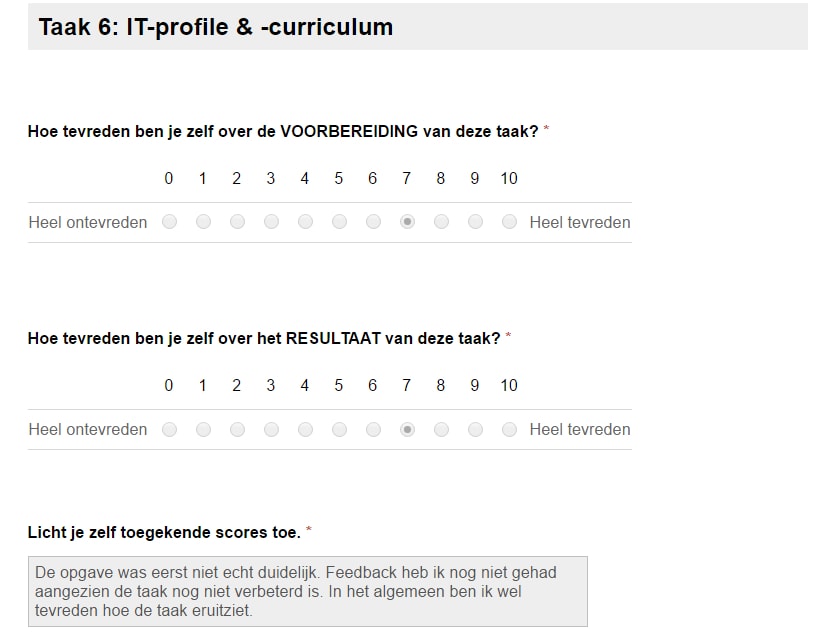 Taak 6: IT-profile & -curriculum
Hoe tevreden ben je zelf over de VOORBEREIDING van deze taak? *
0 1 2 3 4 5 6 7 8 9 10
Heel ontevreden Heel tevreden
Hoe tevreden ben je zelf over het RESULTAAT van deze taak? *
0 1 2 3 4 5 6 7 8 9 10
Heel ontevreden Heel tevreden
Licht je zelf toegekende scores toe. *
De opgave was eerst niet echt duidelijk. Feedback heb ik nog niet gehad
aangezien de taak nog niet verbeterd is. In het algemeen ben ik wel
tevreden hoe de taak eruitziet.